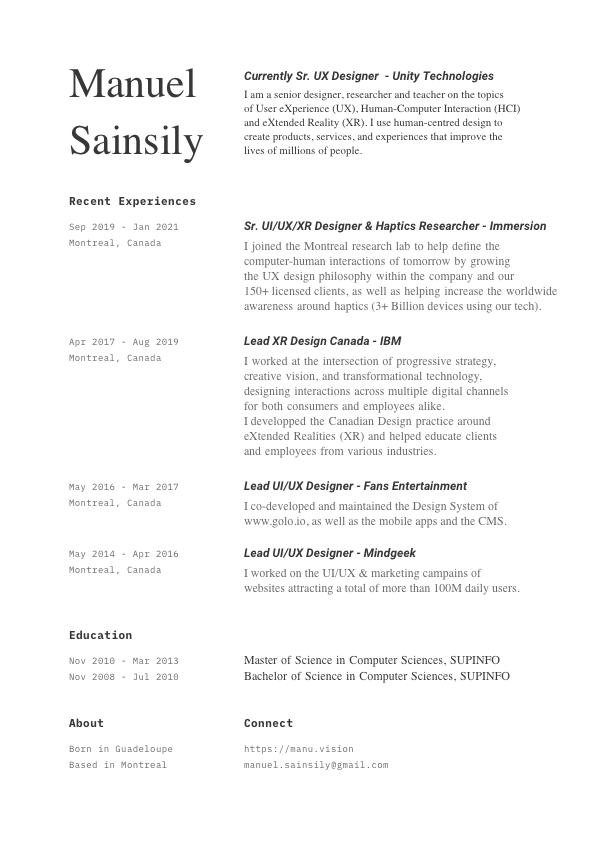 Manuel
Sainsily
Currently Sr. UX Designer - Unity Technologies
I am a senior designer, researcher and teacher on the topics
of User eXperience (UX), Human-Computer Interaction (HCI)
and eXtended Reality (XR). I use human-centred design to
create products, services, and experiences that improve the
lives of millions of people.
Recent Experiences
Sep 2019 - Jan 2021
Montreal, Canada
Sr. UI/UX/XR Designer & Haptics Researcher - Immersion
I joined the Montreal research lab to help define the
computer-human interactions of tomorrow by growing
the UX design philosophy within the company and our
150+ licensed clients, as well as helping increase the worldwide
awareness around haptics (3+ Billion devices using our tech).
Apr 2017 - Aug 2019
Montreal, Canada
Lead XR Design Canada - IBM
I worked at the intersection of progressive strategy,
creative vision, and transformational technology,
designing interactions across multiple digital channels
for both consumers and employees alike.
I developped the Canadian Design practice around
eXtended Realities (XR) and helped educate clients
and employees from various industries.
May 2016 - Mar 2017
Montreal, Canada
Lead UI/UX Designer - Fans Entertainment
I co-developed and maintained the Design System of
www.golo.io, as well as the mobile apps and the CMS.
May 2014 - Apr 2016
Montreal, Canada
Lead UI/UX Designer - Mindgeek
I worked on the UI/UX & marketing campains of
websites attracting a total of more than 100M daily users.
Education
Nov 2010 - Mar 2013
Master of Science in Computer Sciences, SUPINFO
Nov 2008 - Jul 2010
Bachelor of Science in Computer Sciences, SUPINFO
About
Born in Guadeloupe
Based in Montreal
Connect
https://manu.vision
manuel.sainsily@gmail.com